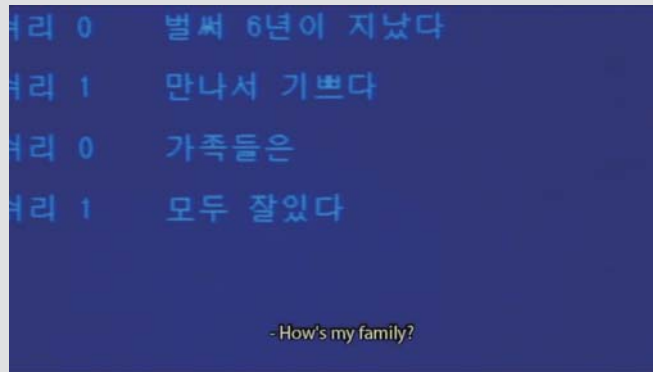 리 0 벌써 6년이 지났다
리 1 만나서 기쁘다
리 0 가족들은
리 1 모두 잘있다
- How's my family?